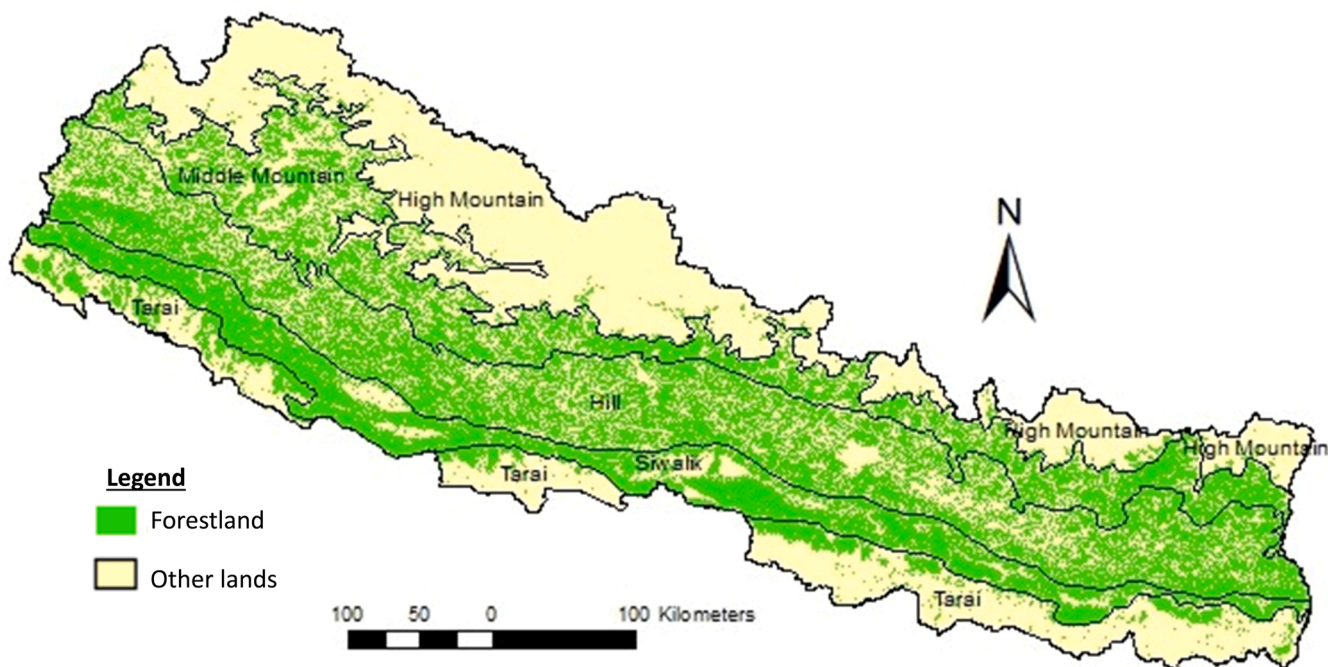 Middle Mountain
High Mountain
N
Tarai
Hill
High Mountain
High Mountain
Siwalik
Tarai
Legend
Forestland
Other lands
Tarai
100 50 0 100 Kilometers